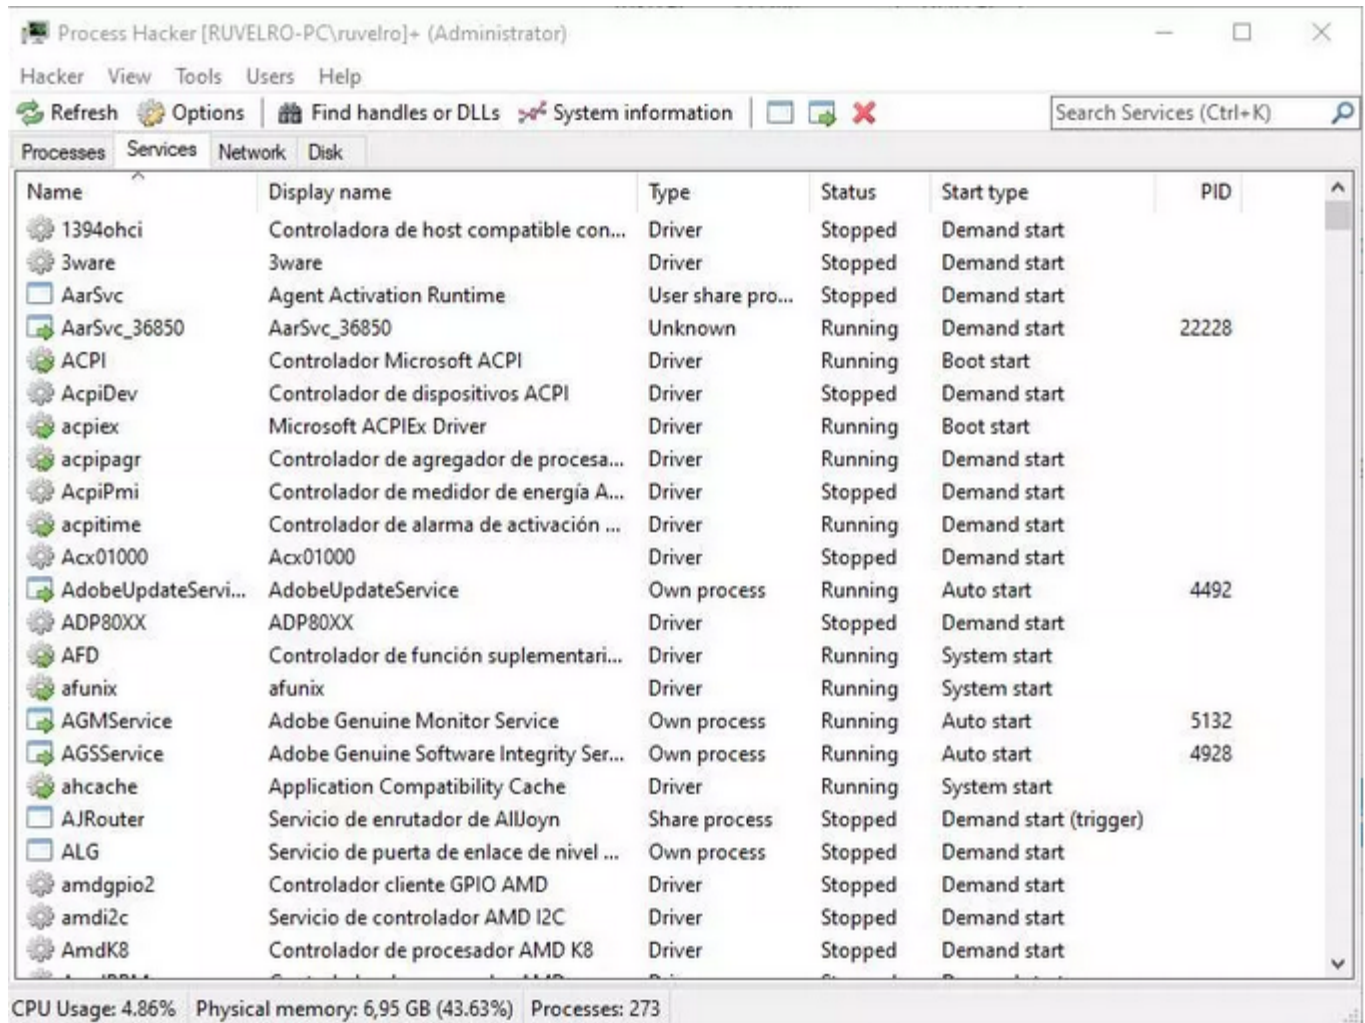 Process Hacker [RUVELRO-PC\ruvelro]+ (Administrator)
Hacker View Tools Users Help
Refresh Options Find handles or DLLs System information Search Services (Ctrl+K)
Processes Services Network Disk
Name Display name Type Status Start type PID
1394ohci Controladora de host compatible con... Driver Stopped Demand start
3ware 3ware Driver Stopped Demand start
AarSvc Agent Activation Runtime User share pro... Stopped Demand start
AarSvc_36850 AarSvc_36850 Unknown Running Demand start 22228
ACPI Controlador Microsoft ACPI Driver Running Boot start
AcpiDev Controlador de dispositivos ACPI Driver Stopped Demand start
acpiex Microsoft ACPIEx Driver Driver Running Boot start
acpipagr Controlador de agregador de procesa... Driver Running Demand start
AcpiPmi Controlador de medidor de energía A... Driver Stopped Demand start
acpitime Controlador de alarma de activación ... Driver Running Demand start
Acx01000 Acx01000 Driver Stopped Demand start
AdobeUpdateServi... AdobeUpdateService Own process Running Auto start 4492
ADP80XX ADP80XX Driver Stopped Demand start
AFD Controlador de función suplementari... Driver Running System start
afunix afunix Driver Running System start
AGMService Adobe Genuine Monitor Service Own process Running Auto start 5132
AGSService Adobe Genuine Software Integrity Ser... Own process Running Auto start 4928
ahcache Application Compatibility Cache Driver Running System start
AJRouter Servicio de enrutador de AllJoyn Share process Stopped Demand start (trigger)
ALG Servicio de puerta de enlace de nivel ... Own process Stopped Demand start
amdgpio2 Controlador cliente GPIO AMD Driver Stopped Demand start
amdi2c Servicio de controlador AMD I2C Driver Stopped Demand start
AmdK8 Controlador de procesador AMD K8 Driver Stopped Demand start
CPU Usage: 4.86% Physical memory: 6,95 GB (43.63%) Processes: 273